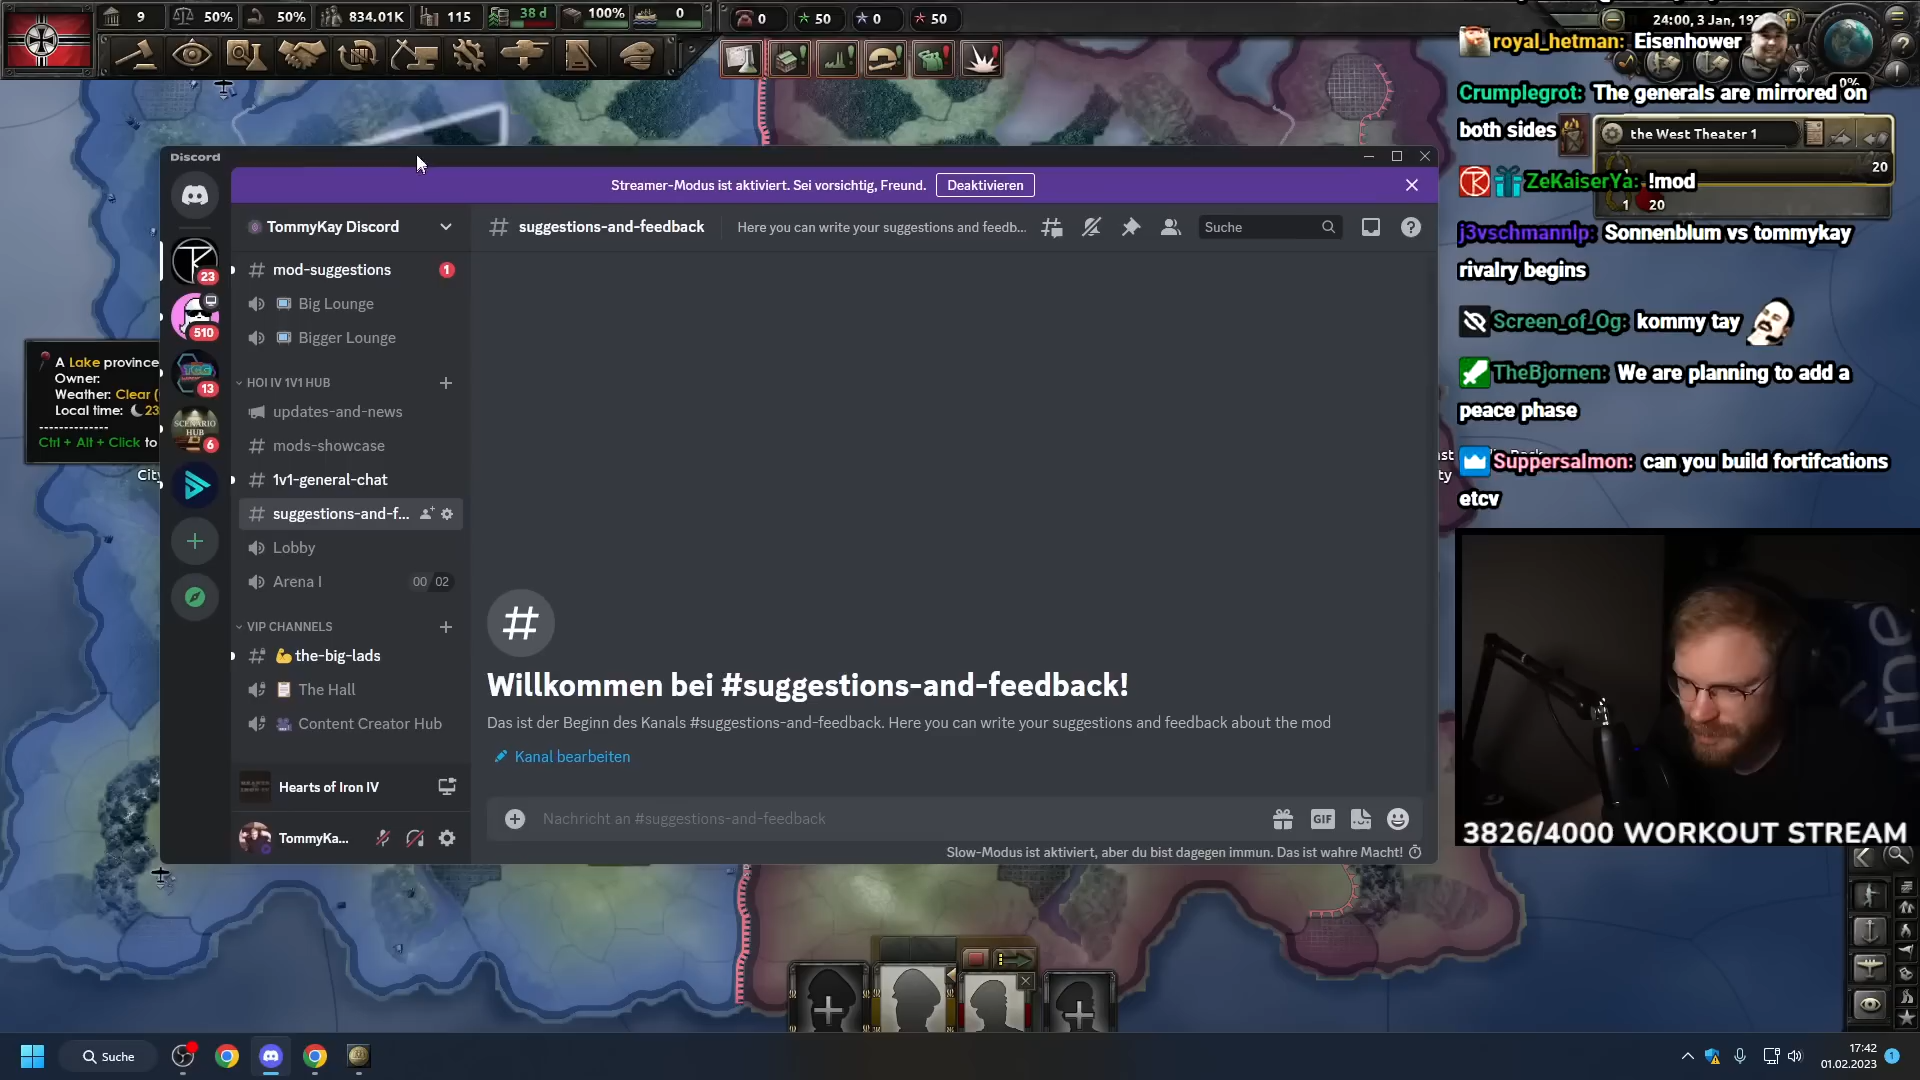 9
50%
50%
834.01K
115
38 d
100%
0
0
50
0
50
24:00, 3 Jan, 193
0%
royal_hetman: Eisenhower
Crumplegrot: The generals are mirrored on
both sides
the West Theater 1
20
1
20
ZeKaiserYa: !mod
j3vschmannlp: Sonnenblum vs tommykay
rivalry begins
Screen_of_Og: kommy tay
TheBjornen: We are planning to add a
peace phase
Suppersalmon: can you build fortifcations
etcv
3826/4000 WORKOUT STREAM
A Lake province
Owner:
Weather: Clear (
Local time: 23
--------------
Ctrl + Alt + Click to
City
Discord
Streamer-Modus ist aktiviert. Sei vorsichtig, Freund.
Deaktivieren
23
510
TCG
13
SCENARIO
HUB
6
TommyKay Discord
mod-suggestions
1
Big Lounge
Bigger Lounge
HOI IV 1V1 HUB
updates-and-news
mods-showcase
1v1-general-chat
suggestions-and-f...
Lobby
Arena I
00 02
VIP CHANNELS
the-big-lads
The Hall
Content Creator Hub
Hearts of Iron IV
TommyKa...
suggestions-and-feedback
Here you can write your suggestions and feedb...
Suche
Willkommen bei #suggestions-and-feedback!
Das ist der Beginn des Kanals #suggestions-and-feedback. Here you can write your suggestions and feedback about the mod
Kanal bearbeiten
Nachricht an #suggestions-and-feedback
GIF
Slow-Modus ist aktiviert, aber du bist dagegen immun. Das ist wahre Macht!
Suche
17:42
01.02.2023
1